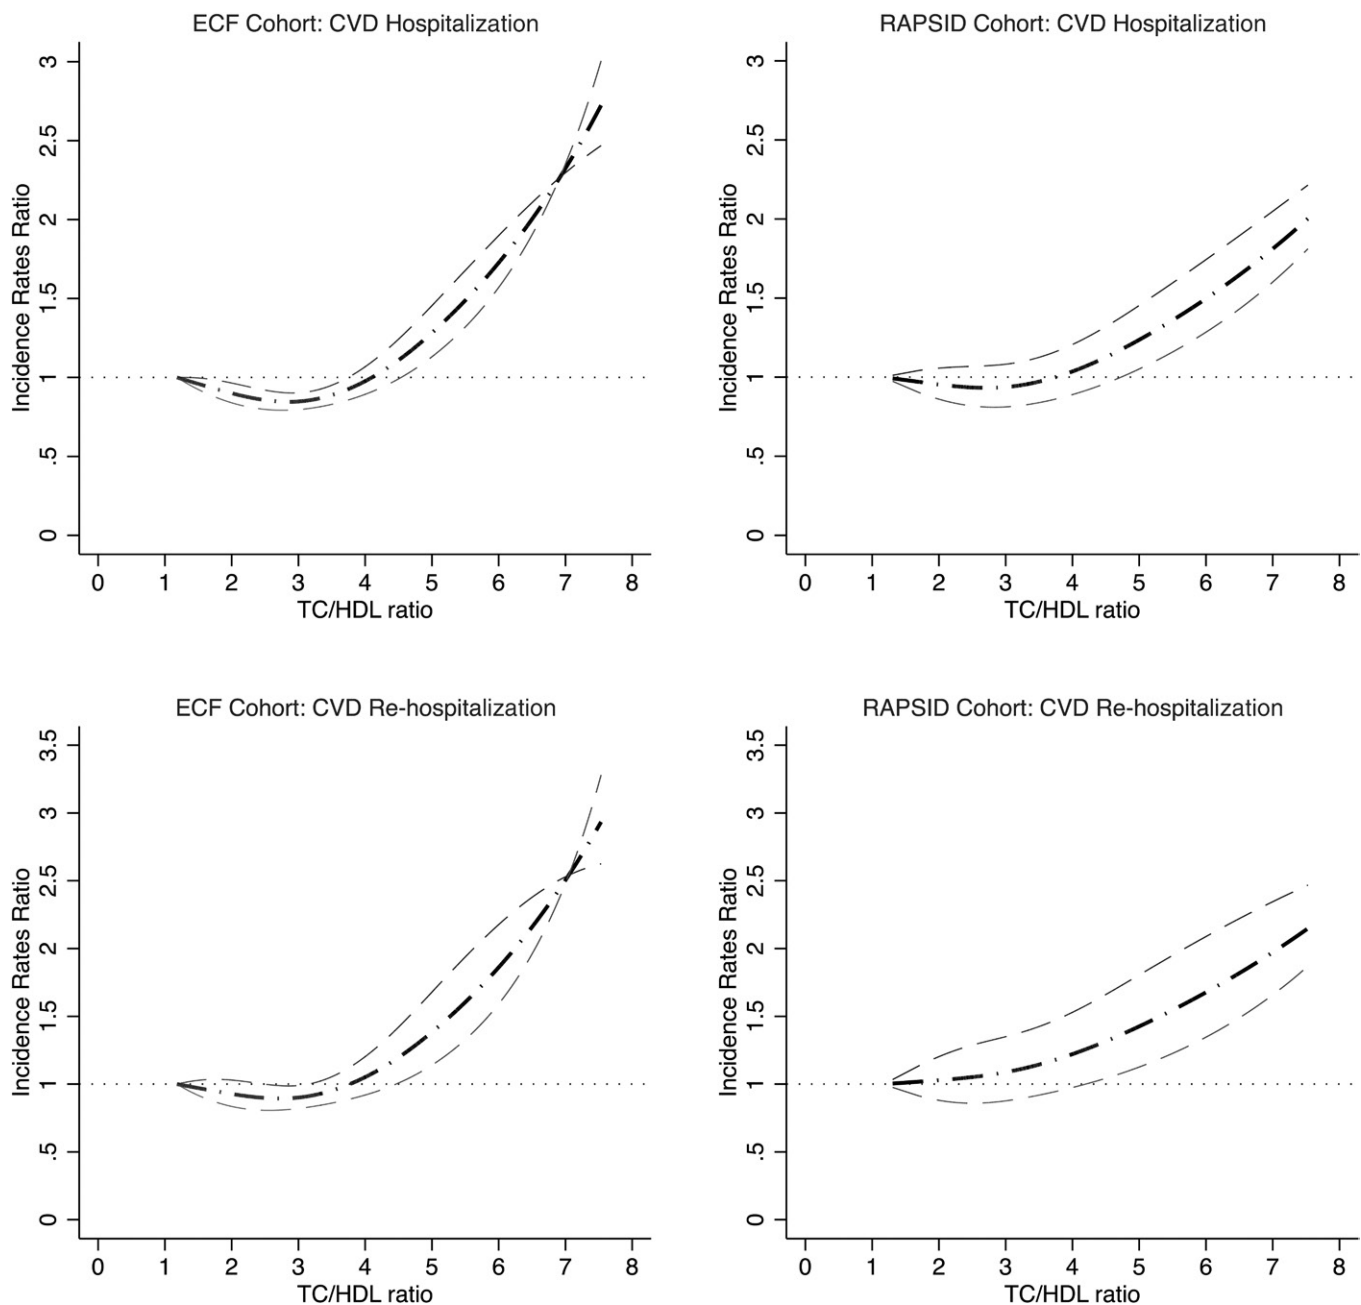 ECF Cohort: CVD Hospitalization
Incidence Rates Ratio
3
2.5
2
1.5
1
.5
0
0 1 2 3 4 5 6 7 8
TC/HDL ratio
RAPSID Cohort: CVD Hospitalization
Incidence Rates Ratio
3
2.5
2
1.5
1
.5
0
0 1 2 3 4 5 6 7 8
TC/HDL ratio
ECF Cohort: CVD Re-hospitalization
Incidence Rates Ratio
3.5
3
2.5
2
1.5
1
.5
0
0 1 2 3 4 5 6 7 8
TC/HDL ratio
RAPSID Cohort: CVD Re-hospitalization
Incidence Rates Ratio
3.5
3
2.5
2
1.5
1
.5
0
0 1 2 3 4 5 6 7 8
TC/HDL ratio